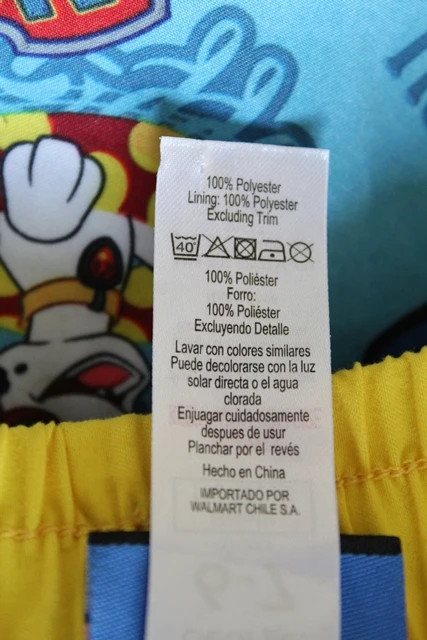 100% Polyester
Lining: 100% Polyester
Excluding Trim
40°
100% Poliéster
Forro:
100% Poliéster
Excluyendo Detalle
Lavar con colores similares
Puede decolorarse con la luz
solar directa o el agua
clorada
Enjuagar cuidadosamente
despues de usur
Planchar por el revés
Hecho en China
IMPORTADO POR
WALMART CHILE S.A.